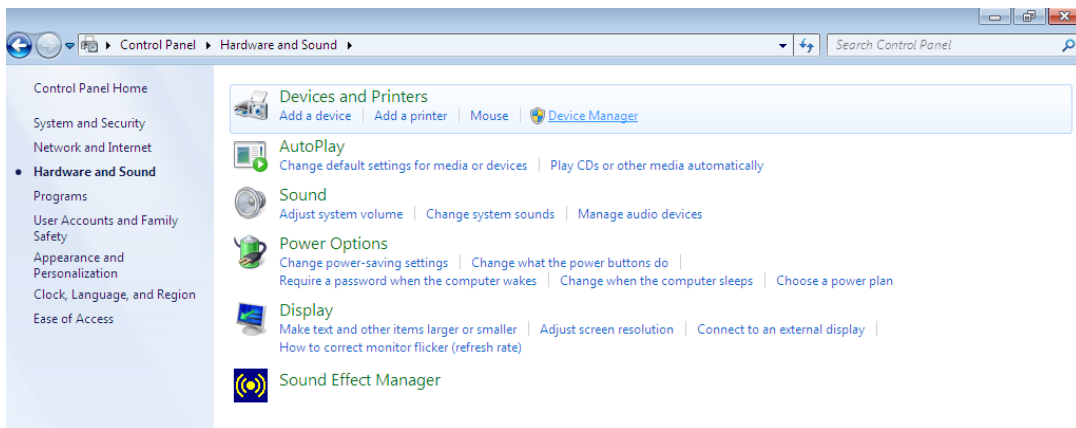 Control Panel Hardware and Sound
Search Control Panel
Control Panel Home
System and Security
Network and Internet
Hardware and Sound
Programs
User Accounts and Family
Safety
Appearance and
Personalization
Clock, Language, and Region
Ease of Access
Devices and Printers
Add a device Add a printer Mouse Device Manager
AutoPlay
Change default settings for media or devices Play CDs or other media automatically
Sound
Adjust system volume Change system sounds Manage audio devices
Power Options
Change power-saving settings Change what the power buttons do
Require a password when the computer wakes Change when the computer sleeps Choose a power plan
Display
Make text and other items larger or smaller Adjust screen resolution Connect to an external display
How to correct monitor flicker (refresh rate)
Sound Effect Manager